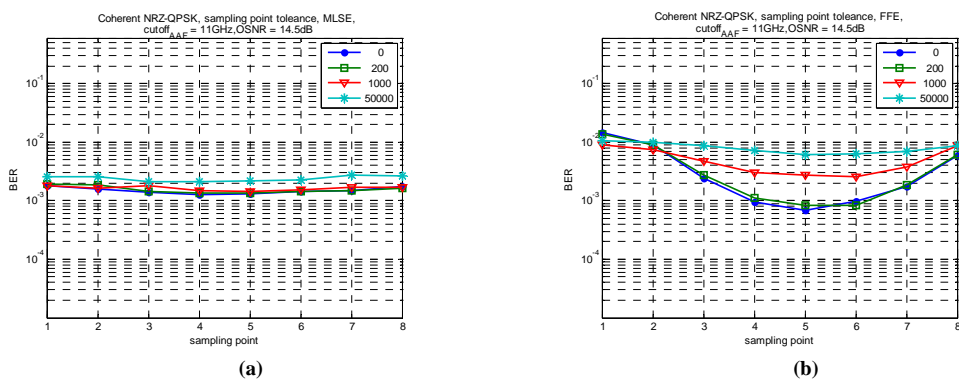 Coherent NRZ-QPSK, sampling point toleance, MLSE,
cutoff_AAF = 11GHz,OSNR = 14.5dB
0
200
1000
50000
10^-1
10^-2
10^-3
10^-4
BER
1 2 3 4 5 6 7 8
sampling point
(a)
Coherent NRZ-QPSK, sampling point toleance, FFE,
cutoff_AAF = 11GHz,OSNR = 14.5dB
0
200
1000
50000
10^-1
10^-2
10^-3
10^-4
BER
1 2 3 4 5 6 7 8
sampling point
(b)